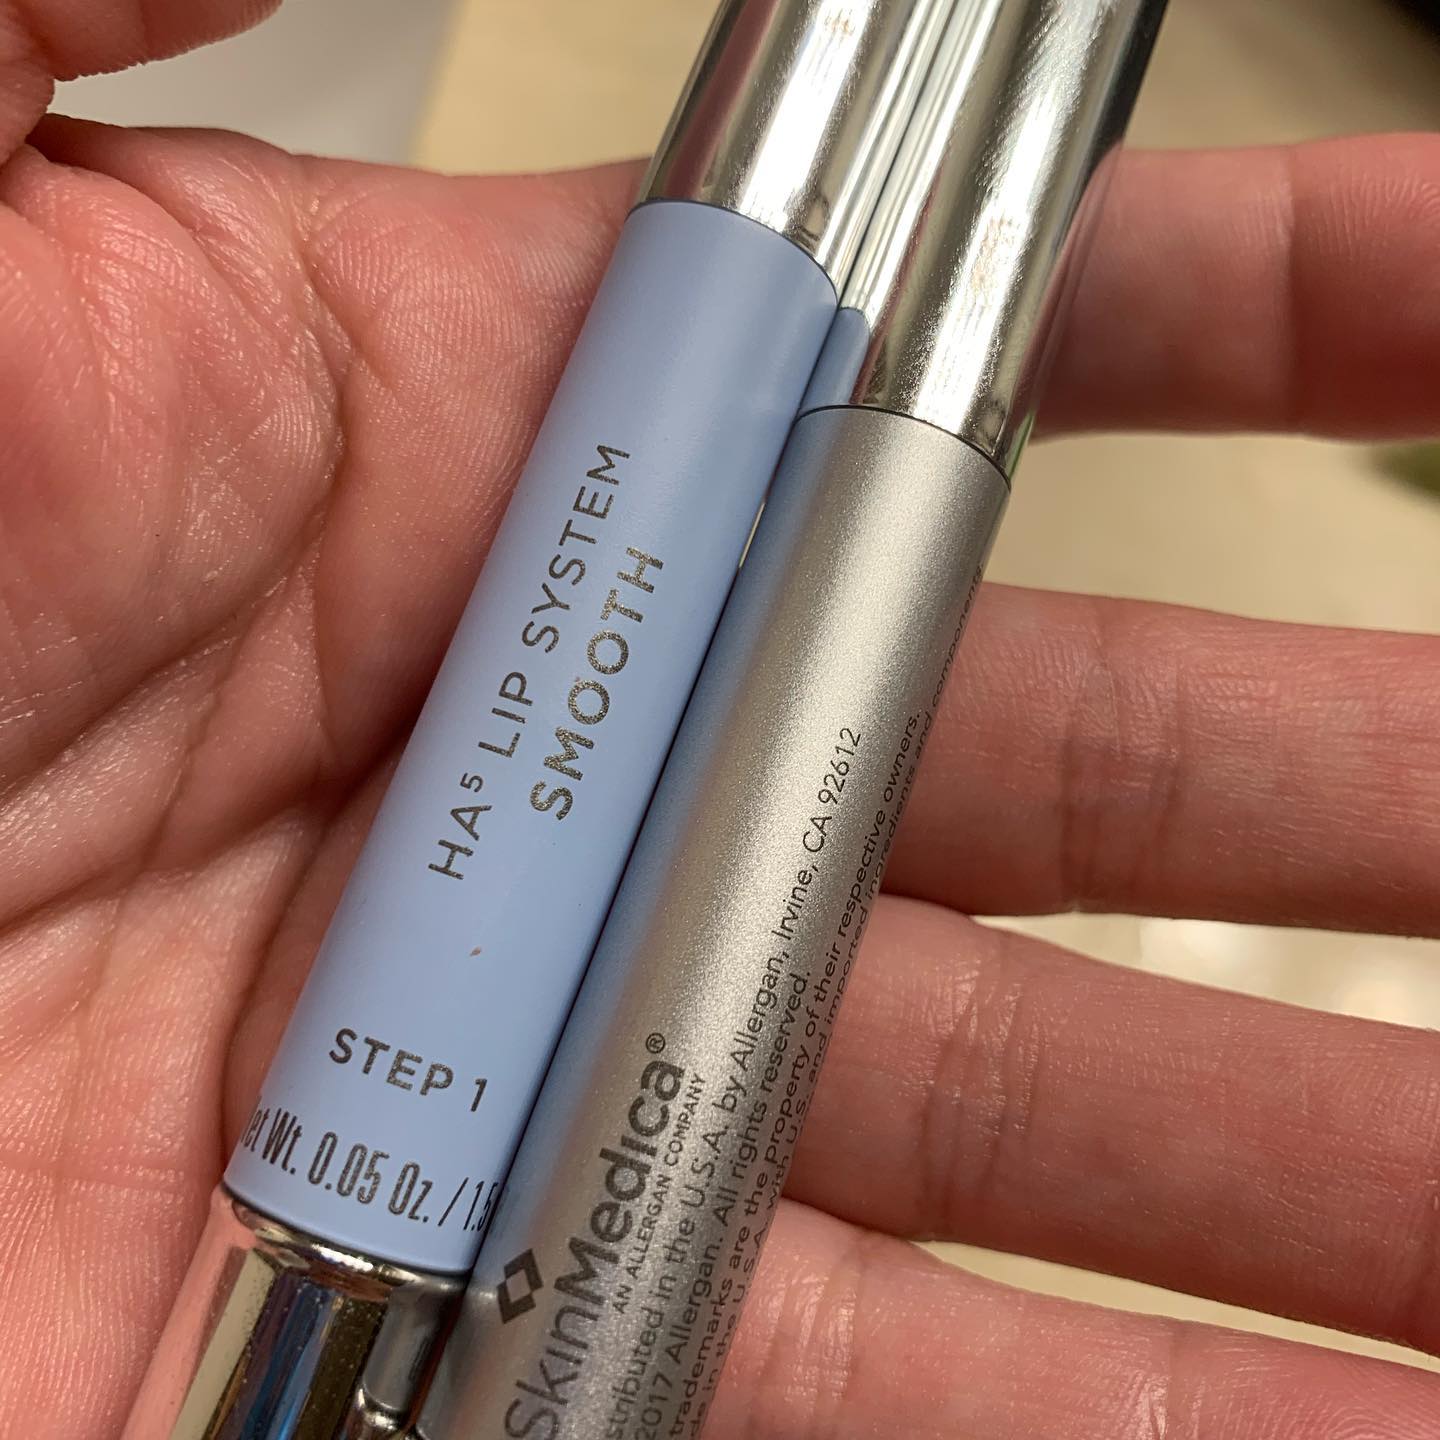 HA⁵ LIP SYSTEM
SMOOTH
STEP 1
Wt. 0.05 Oz. / 1.5
SkinMedica®
AN ALLERGAN COMPANY
in the U.S.A. by Allergan, Irvine, CA 92612
2017 Allergan. All rights reserved.
trademarks are the property of their respective owners.
in the U.S.A. with U.S. and imported ingredients and components